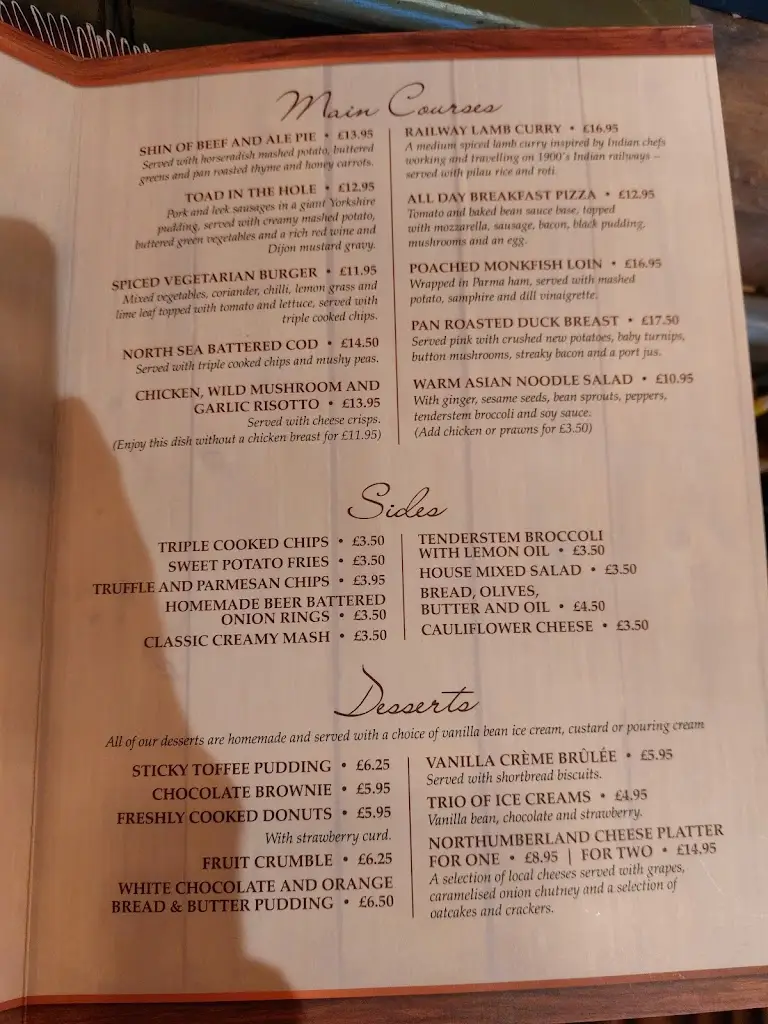 Main Courses
SHIN OF BEEF AND ALE PIE • £13.95
Served with horseradish mashed potato, buttered
greens and pan roasted thyme and honey carrots.
TOAD IN THE HOLE • £12.95
Pork and leek sausages in a giant Yorkshire
pudding, served with creamy mashed potato,
buttered green vegetables and a rich red wine and
Dijon mustard gravy.
SPICED VEGETARIAN BURGER • £11.95
Mixed vegetables, coriander, chilli, lemon grass and
lime leaf topped with tomato and lettuce, served with
triple cooked chips.
NORTH SEA BATTERED COD • £14.50
Served with triple cooked chips and mushy peas.
CHICKEN, WILD MUSHROOM AND
GARLIC RISOTTO • £13.95
Served with cheese crisps.
(Enjoy this dish without a chicken breast for £11.95)
RAILWAY LAMB CURRY • £16.95
A medium spiced lamb curry inspired by Indian chefs
working and travelling on 1900's Indian railways –
served with pilau rice and roti.
ALL DAY BREAKFAST PIZZA • £12.95
Tomato and baked bean sauce base, topped
with mozzarella, sausage, bacon, black pudding,
mushrooms and an egg.
POACHED MONKFISH LOIN • £16.95
Wrapped in Parma ham, served with mashed
potato, samphire and dill vinaigrette.
PAN ROASTED DUCK BREAST • £17.50
Served pink with crushed new potatoes, baby turnips,
button mushrooms, streaky bacon and a port jus.
WARM ASIAN NOODLE SALAD • £10.95
With ginger, sesame seeds, bean sprouts, peppers,
tenderstem broccoli and soy sauce.
(Add chicken or prawns for £3.50)
Sides
TRIPLE COOKED CHIPS • £3.50
SWEET POTATO FRIES • £3.50
TRUFFLE AND PARMESAN CHIPS • £3.95
HOMEMADE BEER BATTERED
ONION RINGS • £3.50
CLASSIC CREAMY MASH • £3.50
TENDERSTEM BROCCOLI
WITH LEMON OIL • £3.50
HOUSE MIXED SALAD • £3.50
BREAD, OLIVES,
BUTTER AND OIL • £4.50
CAULIFLOWER CHEESE • £3.50
Desserts
All of our desserts are homemade and served with a choice of vanilla bean ice cream, custard or pouring cream
STICKY TOFFEE PUDDING • £6.25
CHOCOLATE BROWNIE • £5.95
FRESHLY COOKED DONUTS • £5.95
With strawberry curd.
FRUIT CRUMBLE • £6.25
WHITE CHOCOLATE AND ORANGE
BREAD & BUTTER PUDDING • £6.50
VANILLA CRÈME BRÛLÉE • £5.95
Served with shortbread biscuits.
TRIO OF ICE CREAMS • £4.95
Vanilla bean, chocolate and strawberry.
NORTHUMBERLAND CHEESE PLATTER
FOR ONE • £8.95 | FOR TWO • £14.95
A selection of local cheeses served with grapes,
caramelised onion chutney and a selection of
oatcakes and crackers.